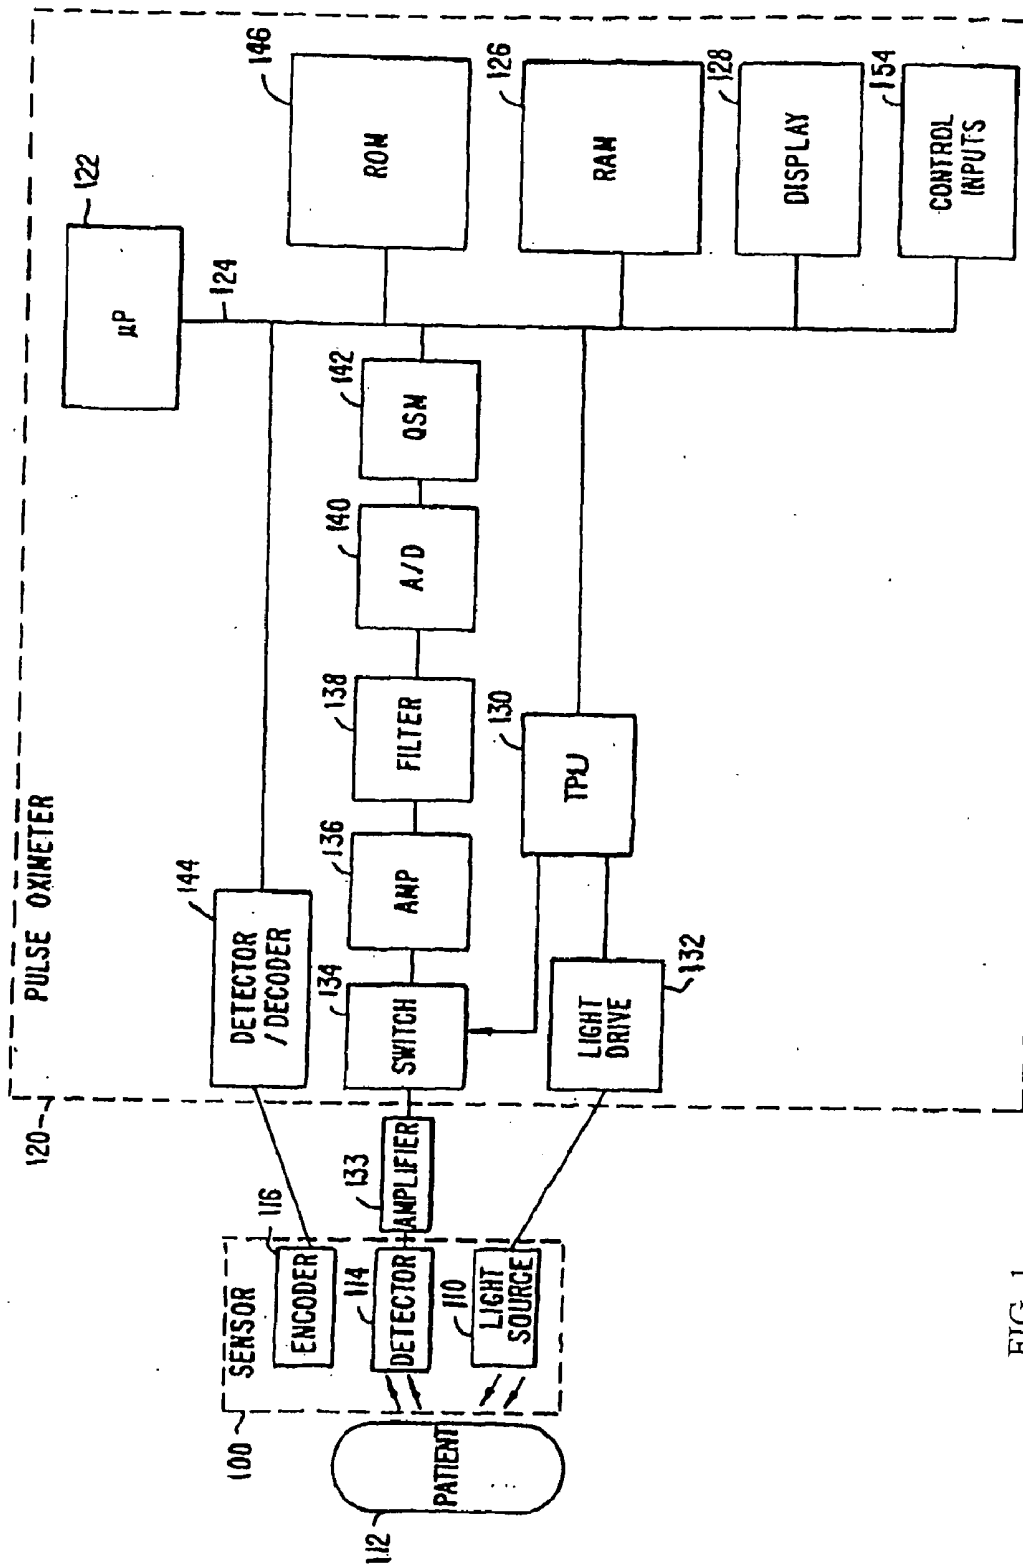 120
PULSE OXIMETER
122
µP
124
146
ROM
126
RAM
128
DISPLAY
154
CONTROL
INPUTS
144
DETECTOR
/DECODER
134
SWITCH
136
AMP
138
FILTER
140
A/D
142
QSM
130
TPU
132
LIGHT
DRIVE
133
AMPLIFIER
100
SENSOR
116
ENCODER
114
DETECTOR
110
LIGHT
SOURCE
112
PATIENT
FIG. 1